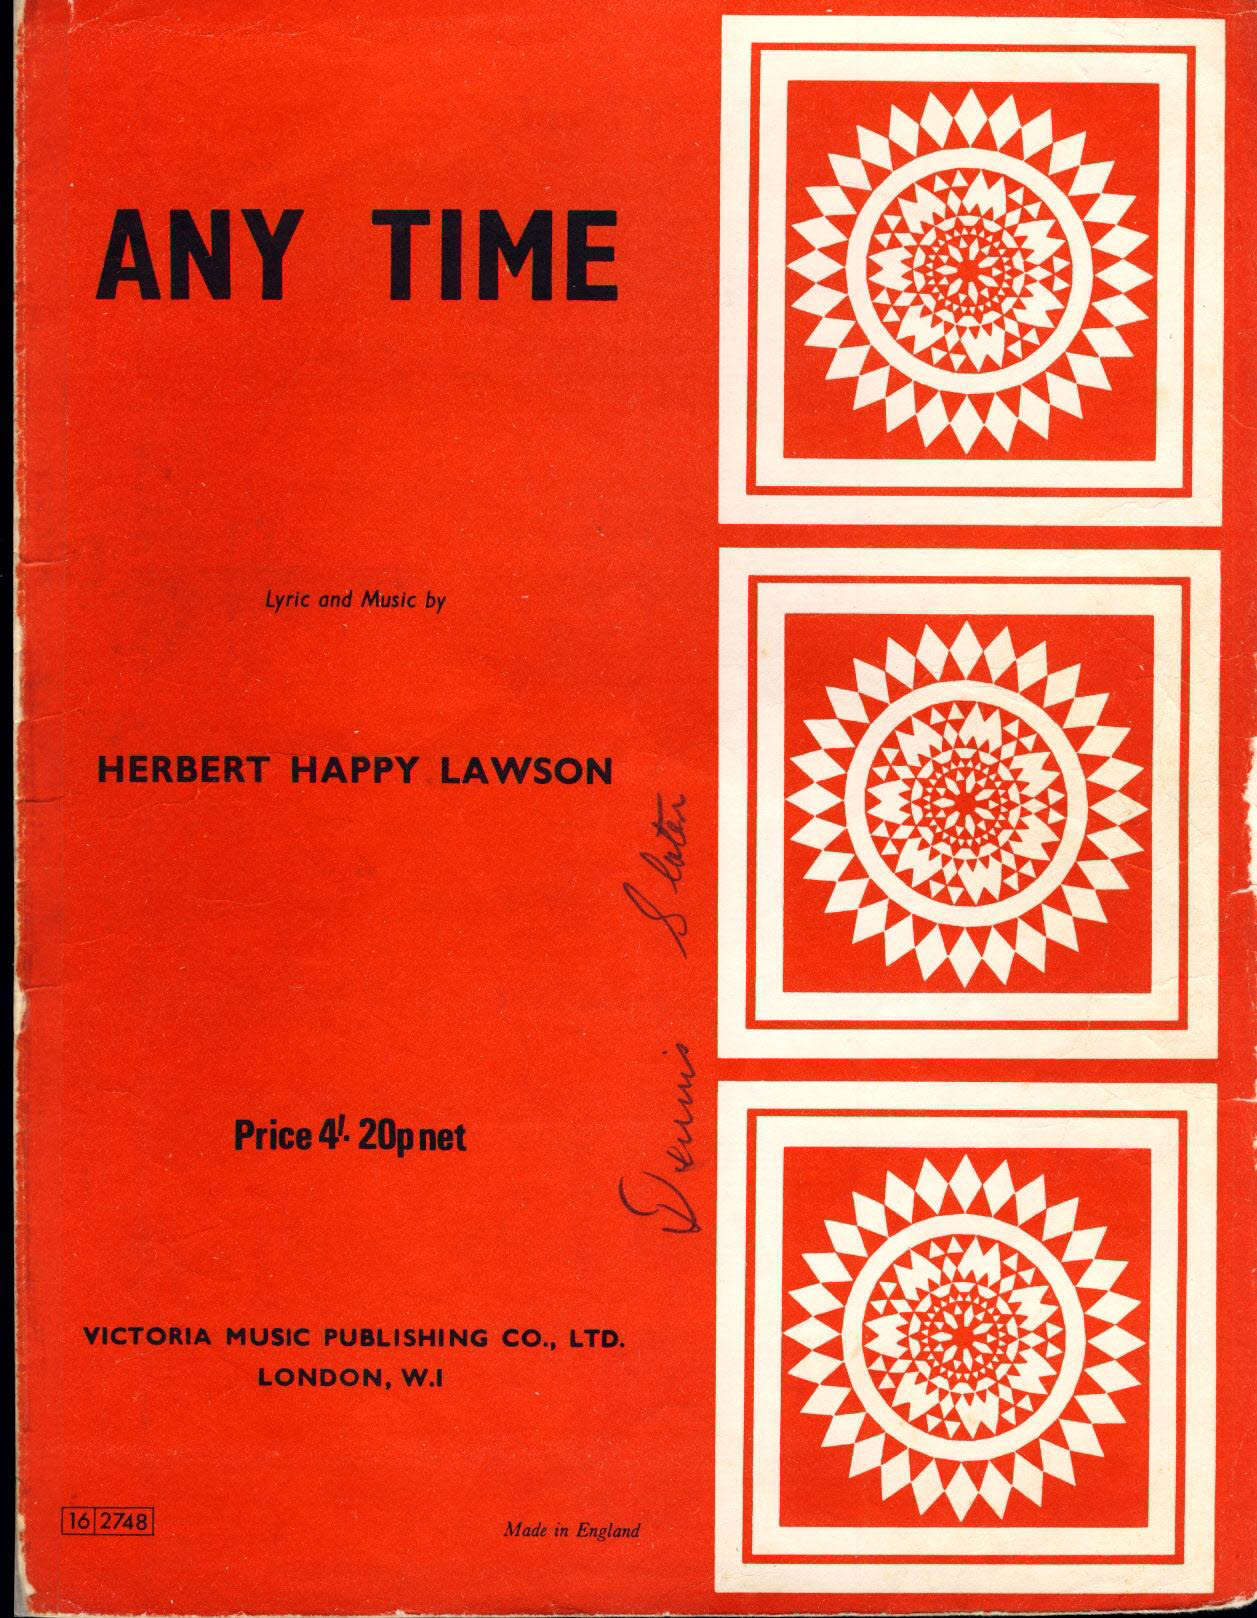 ANY TIME
Lyric and Music by
HERBERT HAPPY LAWSON
Dennis Slater
Price 4/- 20p net
VICTORIA MUSIC PUBLISHING CO., LTD.
LONDON, W.I
16 2748
Made in England